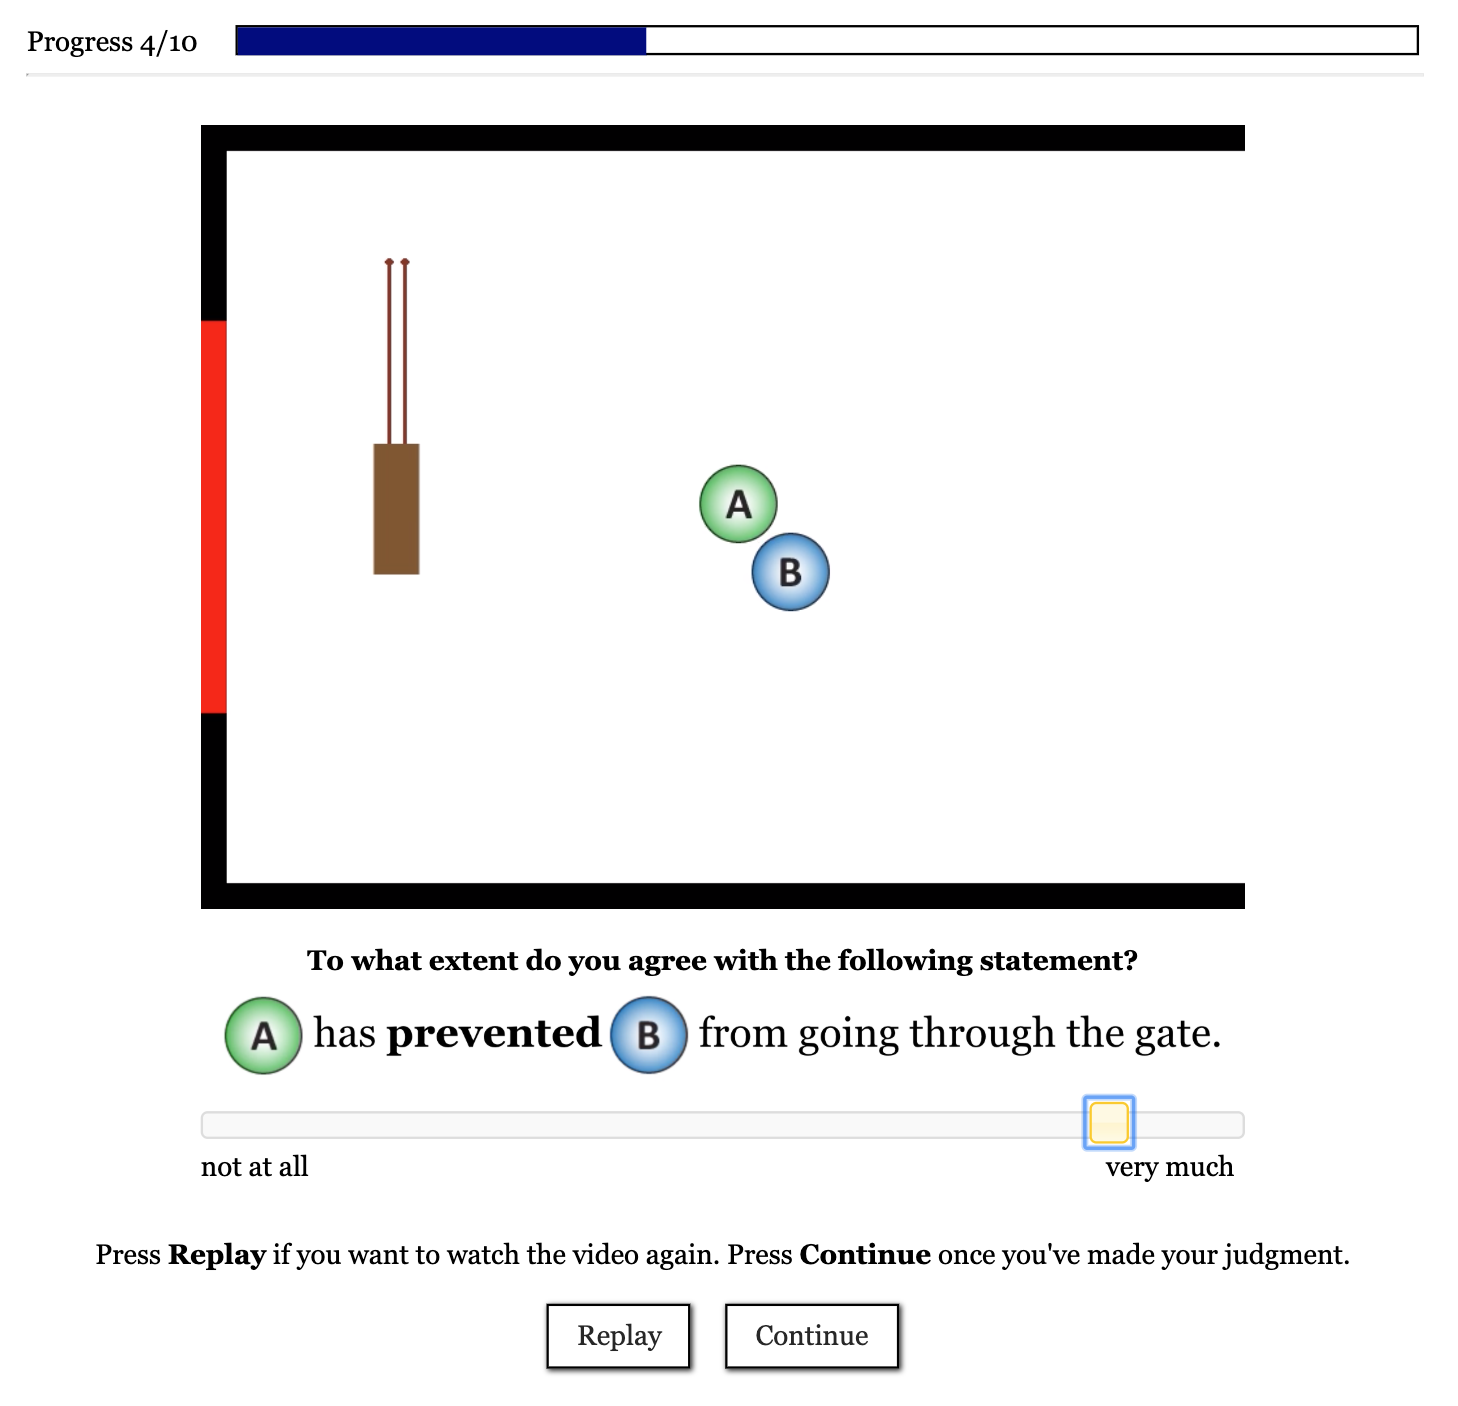 Progress 4/10
A
B
To what extent do you agree with the following statement?
A has prevented B from going through the gate.
not at all very much
Press Replay if you want to watch the video again. Press Continue once you've made your judgment.
Replay Continue